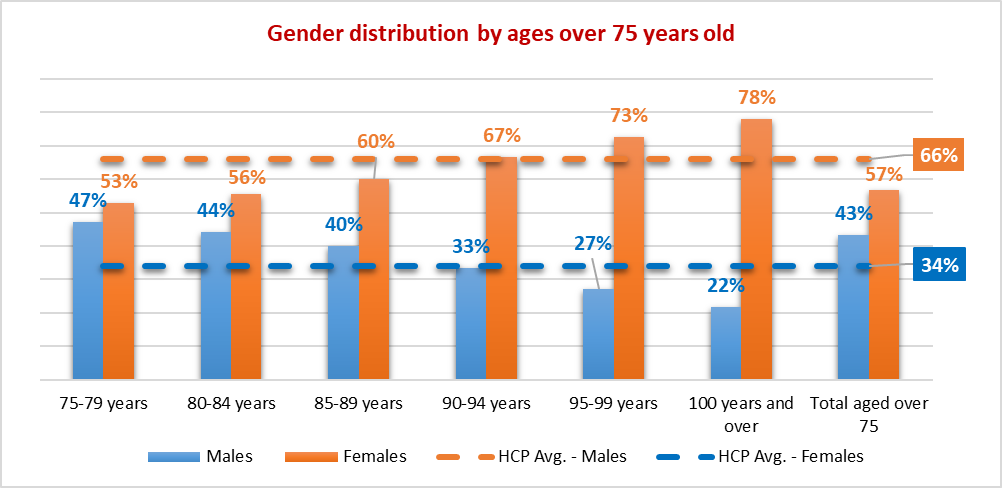 Gender distribution by ages over 75 years old
47%
53%
44%
56%
40%
60%
33%
67%
27%
73%
22%
78%
43%
57%
66%
34%
75-79 years
80-84 years
85-89 years
90-94 years
95-99 years
100 years and
over
Total aged over
75
Males
Females
HCP Avg. - Males
HCP Avg. - Females